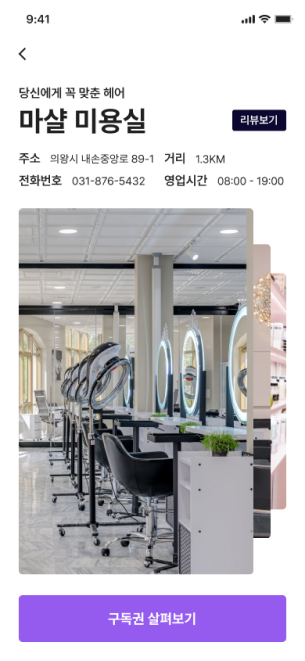 9:41
당신에게 꼭 맞춘 헤어
마샬 미용실
리뷰보기
주소 의왕시 내손중앙로 89-1 거리 1.3KM
전화번호 031-876-5432 영업시간 08:00 - 19:00
구독권 살펴보기